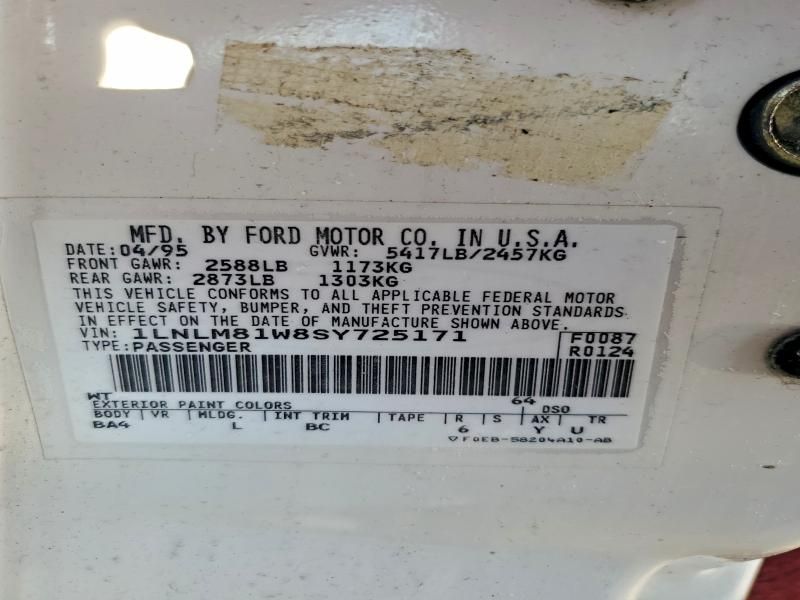 MFD. BY FORD MOTOR CO. IN U.S.A.
DATE: 04/95 GVWR: 5417LB/2457KG
FRONT GAWR: 2588LB 1173KG
REAR GAWR: 2873LB 1303KG
THIS VEHICLE CONFORMS TO ALL APPLICABLE FEDERAL MOTOR
VEHICLE SAFETY, BUMPER, AND THEFT PREVENTION STANDARDS
IN EFFECT ON THE DATE OF MANUFACTURE SHOWN ABOVE.
VIN: 1LNLM81W8SY725171 F0087
TYPE: PASSENGER R0124
WT 64
EXTERIOR PAINT COLORS DSO
BODY VR MLDG. INT TRIM TAPE R S AX TR
BA4 L BC 6 Y U
F0EB-58204A10-AB